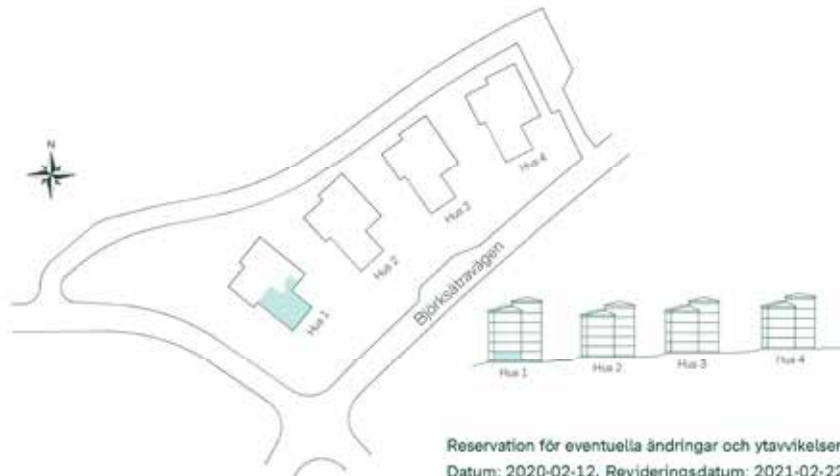 N
Hus 4
Hus 3
Hus 2
Hus 1
Björksätravägen
Hus 1
Hus 2
Hus 3
Hus 4
Reservation för eventuella ändringar och ytavvikelser
Datum: 2020-02-12. Revideringsdatum: 2021-02-23